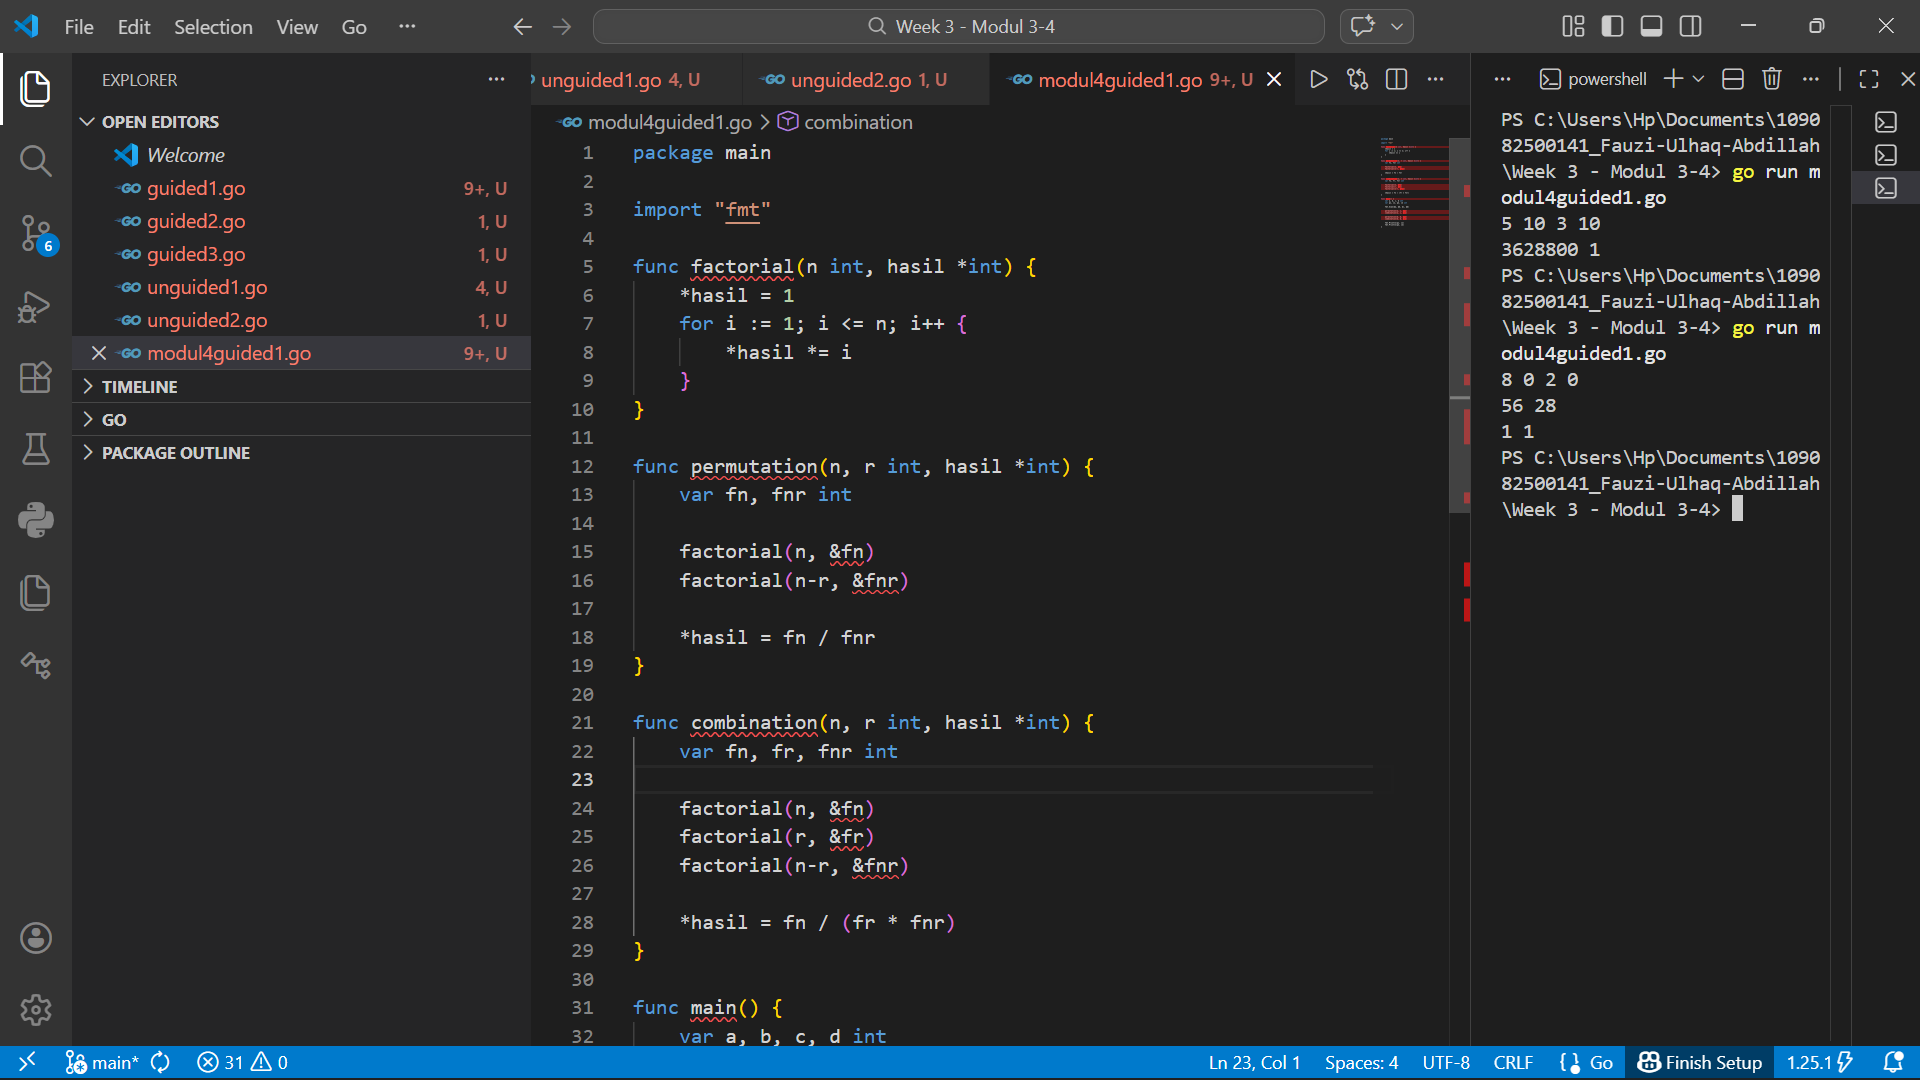 File Edit Selection View Go ··· Week 3 - Modul 3-4
EXPLORER ···
OPEN EDITORS
Welcome
guided1.go 9+, U
guided2.go 1, U
guided3.go 1, U
unguided1.go 4, U
unguided2.go 1, U
modul4guided1.go 9+, U
TIMELINE
GO
PACKAGE OUTLINE
6
unguided1.go 4, U unguided2.go 1, U modul4guided1.go 9+, U
modul4guided1.go > combination
1 package main
2
3 import "fmt"
4
5 func factorial(n int, hasil *int) {
6 *hasil = 1
7 for i := 1; i <= n; i++ {
8 *hasil *= i
9 }
10 }
11
12 func permutation(n, r int, hasil *int) {
13 var fn, fnr int
14
15 factorial(n, &fn)
16 factorial(n-r, &fnr)
17
18 *hasil = fn / fnr
19 }
20
21 func combination(n, r int, hasil *int) {
22 var fn, fr, fnr int
23
24 factorial(n, &fn)
25 factorial(r, &fr)
26 factorial(n-r, &fnr)
27
28 *hasil = fn / (fr * fnr)
29 }
30
31 func main() {
32 var a, b, c, d int
powershell
PS C:\Users\Hp\Documents\1090
82500141_Fauzi-Ulhaq-Abdillah
\Week 3 - Modul 3-4> go run m
odul4guided1.go
5 10 3 10
3628800 1
PS C:\Users\Hp\Documents\1090
82500141_Fauzi-Ulhaq-Abdillah
\Week 3 - Modul 3-4> go run m
odul4guided1.go
8 0 2 0
56 28
1 1
PS C:\Users\Hp\Documents\1090
82500141_Fauzi-Ulhaq-Abdillah
\Week 3 - Modul 3-4>
main* 31 0 Ln 23, Col 1 Spaces: 4 UTF-8 CRLF Go Finish Setup 1.25.1